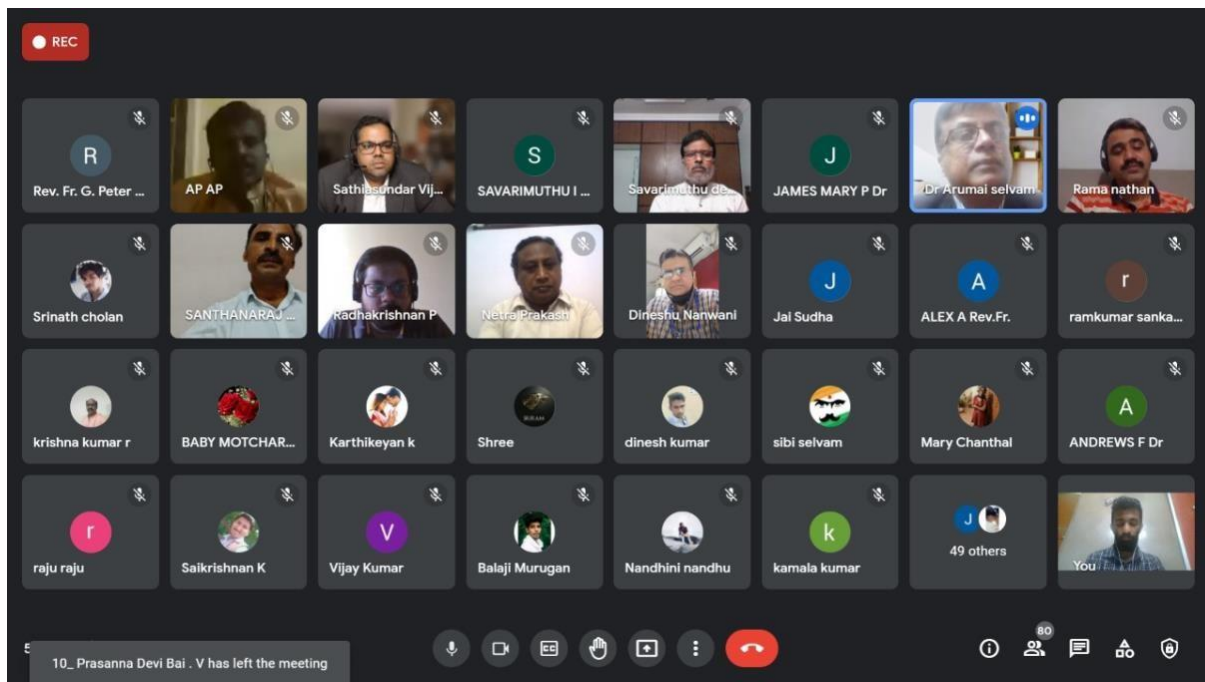 REC
R
Rev. Fr. G. Peter ...
AP AP
Sathiasundar Vij...
S
SAVARIMUTHU I ...
Savarimuthu de...
J
JAMES MARY P Dr
Dr Arumai selvam
Rama nathan
Srinath cholan
SANTHANARAJ ...
Radhakrishnan P
Netra Prakash
Dineshu Nanwani
J
Jai Sudha
A
ALEX A Rev.Fr.
r
ramkumar sanka...
krishna kumar r
BABY MOTCHAR...
Karthikeyan k
Shree
dinesh kumar
sibi selvam
Mary Chanthal
A
ANDREWS F Dr
r
raju raju
Saikrishnan K
V
Vijay Kumar
Balaji Murugan
Nandhini nandhu
k
kamala kumar
J
49 others
You
10_ Prasanna Devi Bai . V has left the meeting
CC
80